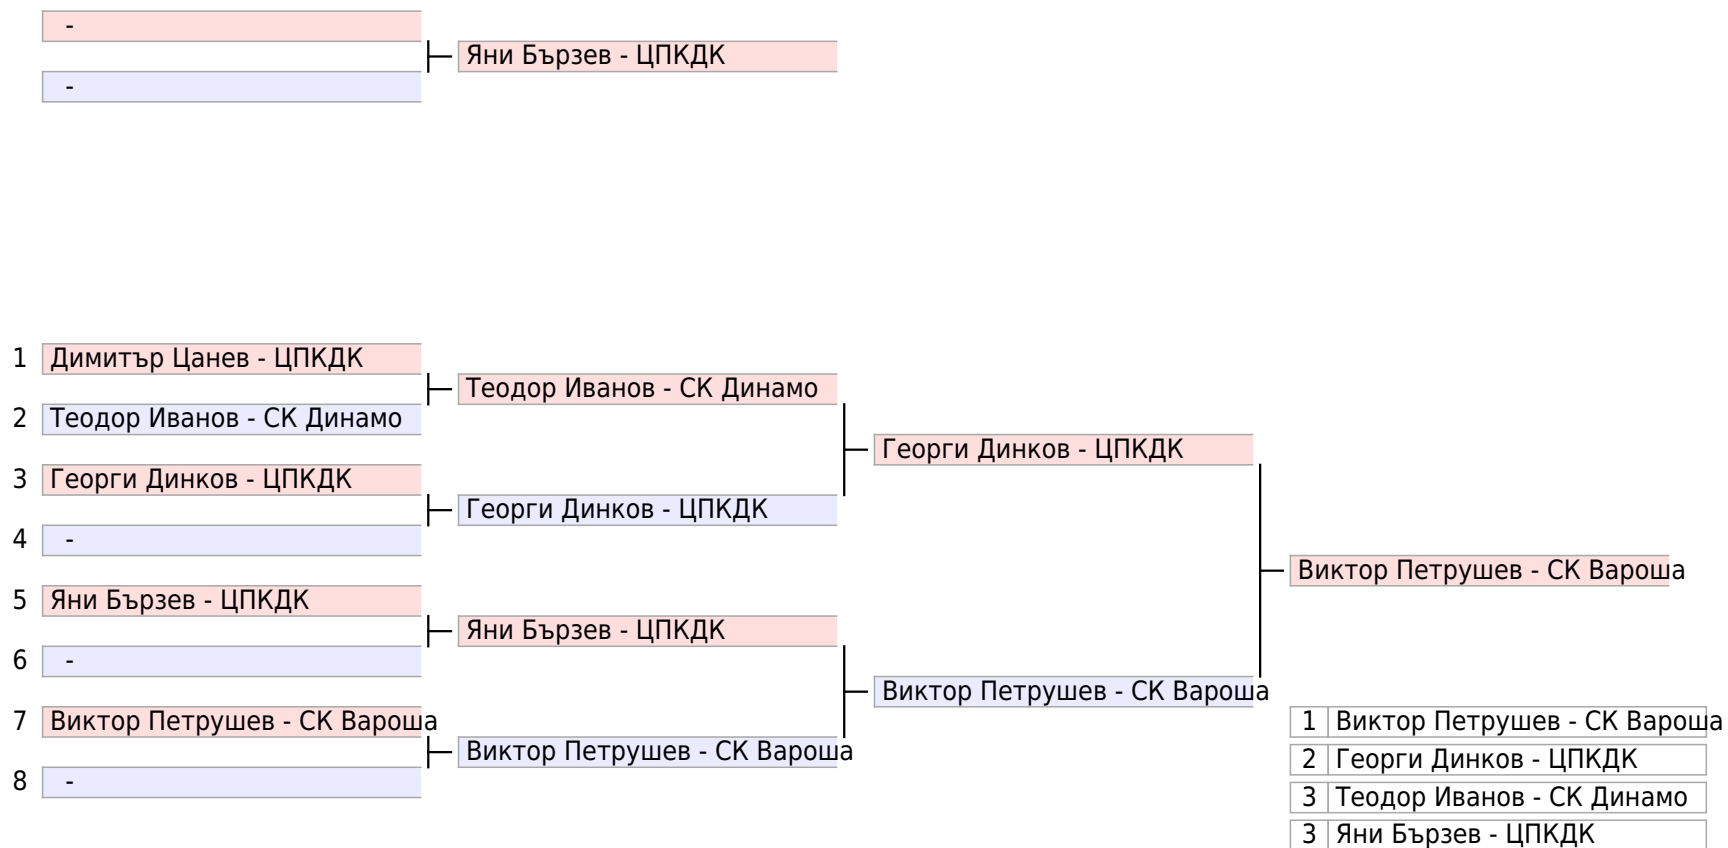 -
Яни Бързев - ЦПКДК
-
1 Димитър Цанев - ЦПКДК
Теодор Иванов - СК Динамо
2 Теодор Иванов - СК Динамо
Георги Динков - ЦПКДК
3 Георги Динков - ЦПКДК
Георги Динков - ЦПКДК
4 -
Виктор Петрушев - СК Вароша
5 Яни Бързев - ЦПКДК
Яни Бързев - ЦПКДК
6 -
Виктор Петрушев - СК Вароша
7 Виктор Петрушев - СК Вароша
Виктор Петрушев - СК Вароша
8 -
1 Виктор Петрушев - СК Вароша
2 Георги Динков - ЦПКДК
3 Теодор Иванов - СК Динамо
3 Яни Бързев - ЦПКДК